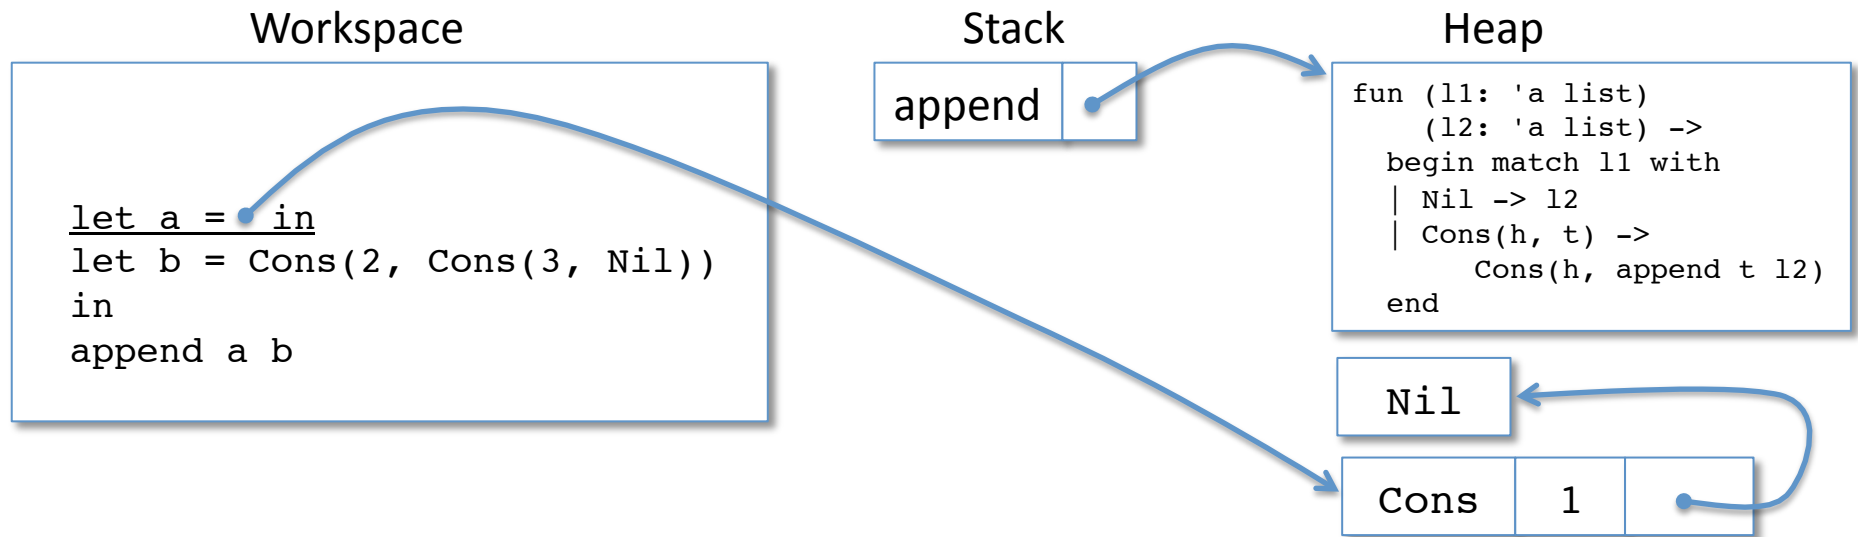 Workspace
let a =   in
let b = Cons(2, Cons(3, Nil))
in
append a b
Stack
append
Heap
fun (l1: 'a list)
    (l2: 'a list) ->
  begin match l1 with
  | Nil -> l2
  | Cons(h, t) ->
       Cons(h, append t l2)
  end
Nil
Cons 1